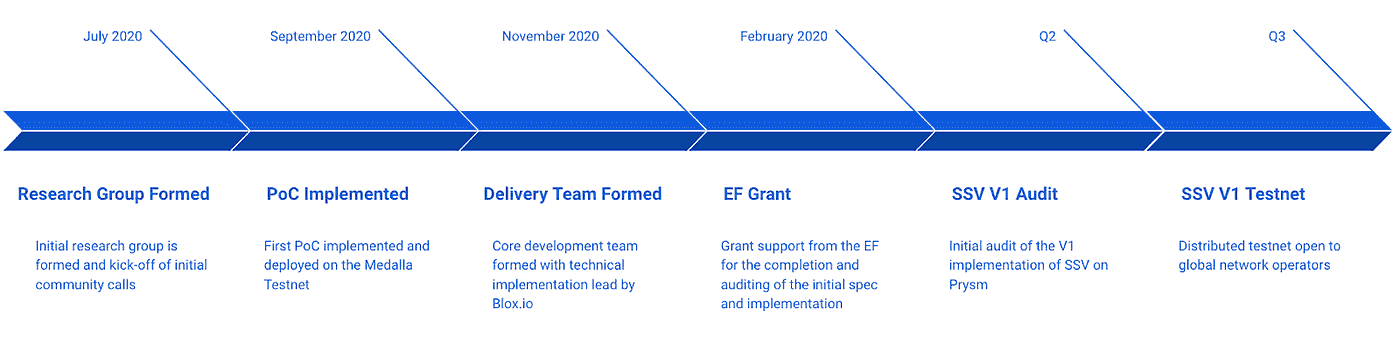 July 2020
September 2020
November 2020
February 2020
Q2
Q3
Research Group Formed
Initial research group is
formed and kick-off of initial
community calls
PoC Implemented
First PoC implemented and
deployed on the Medalla
Testnet
Delivery Team Formed
Core development team
formed with technical
implementation lead by
Blox.io
EF Grant
Grant support from the EF
for the completion and
auditing of the initial spec
and implementation
SSV V1 Audit
Initial audit of the V1
implementation of SSV on
Prysm
SSV V1 Testnet
Distributed testnet open to
global network operators